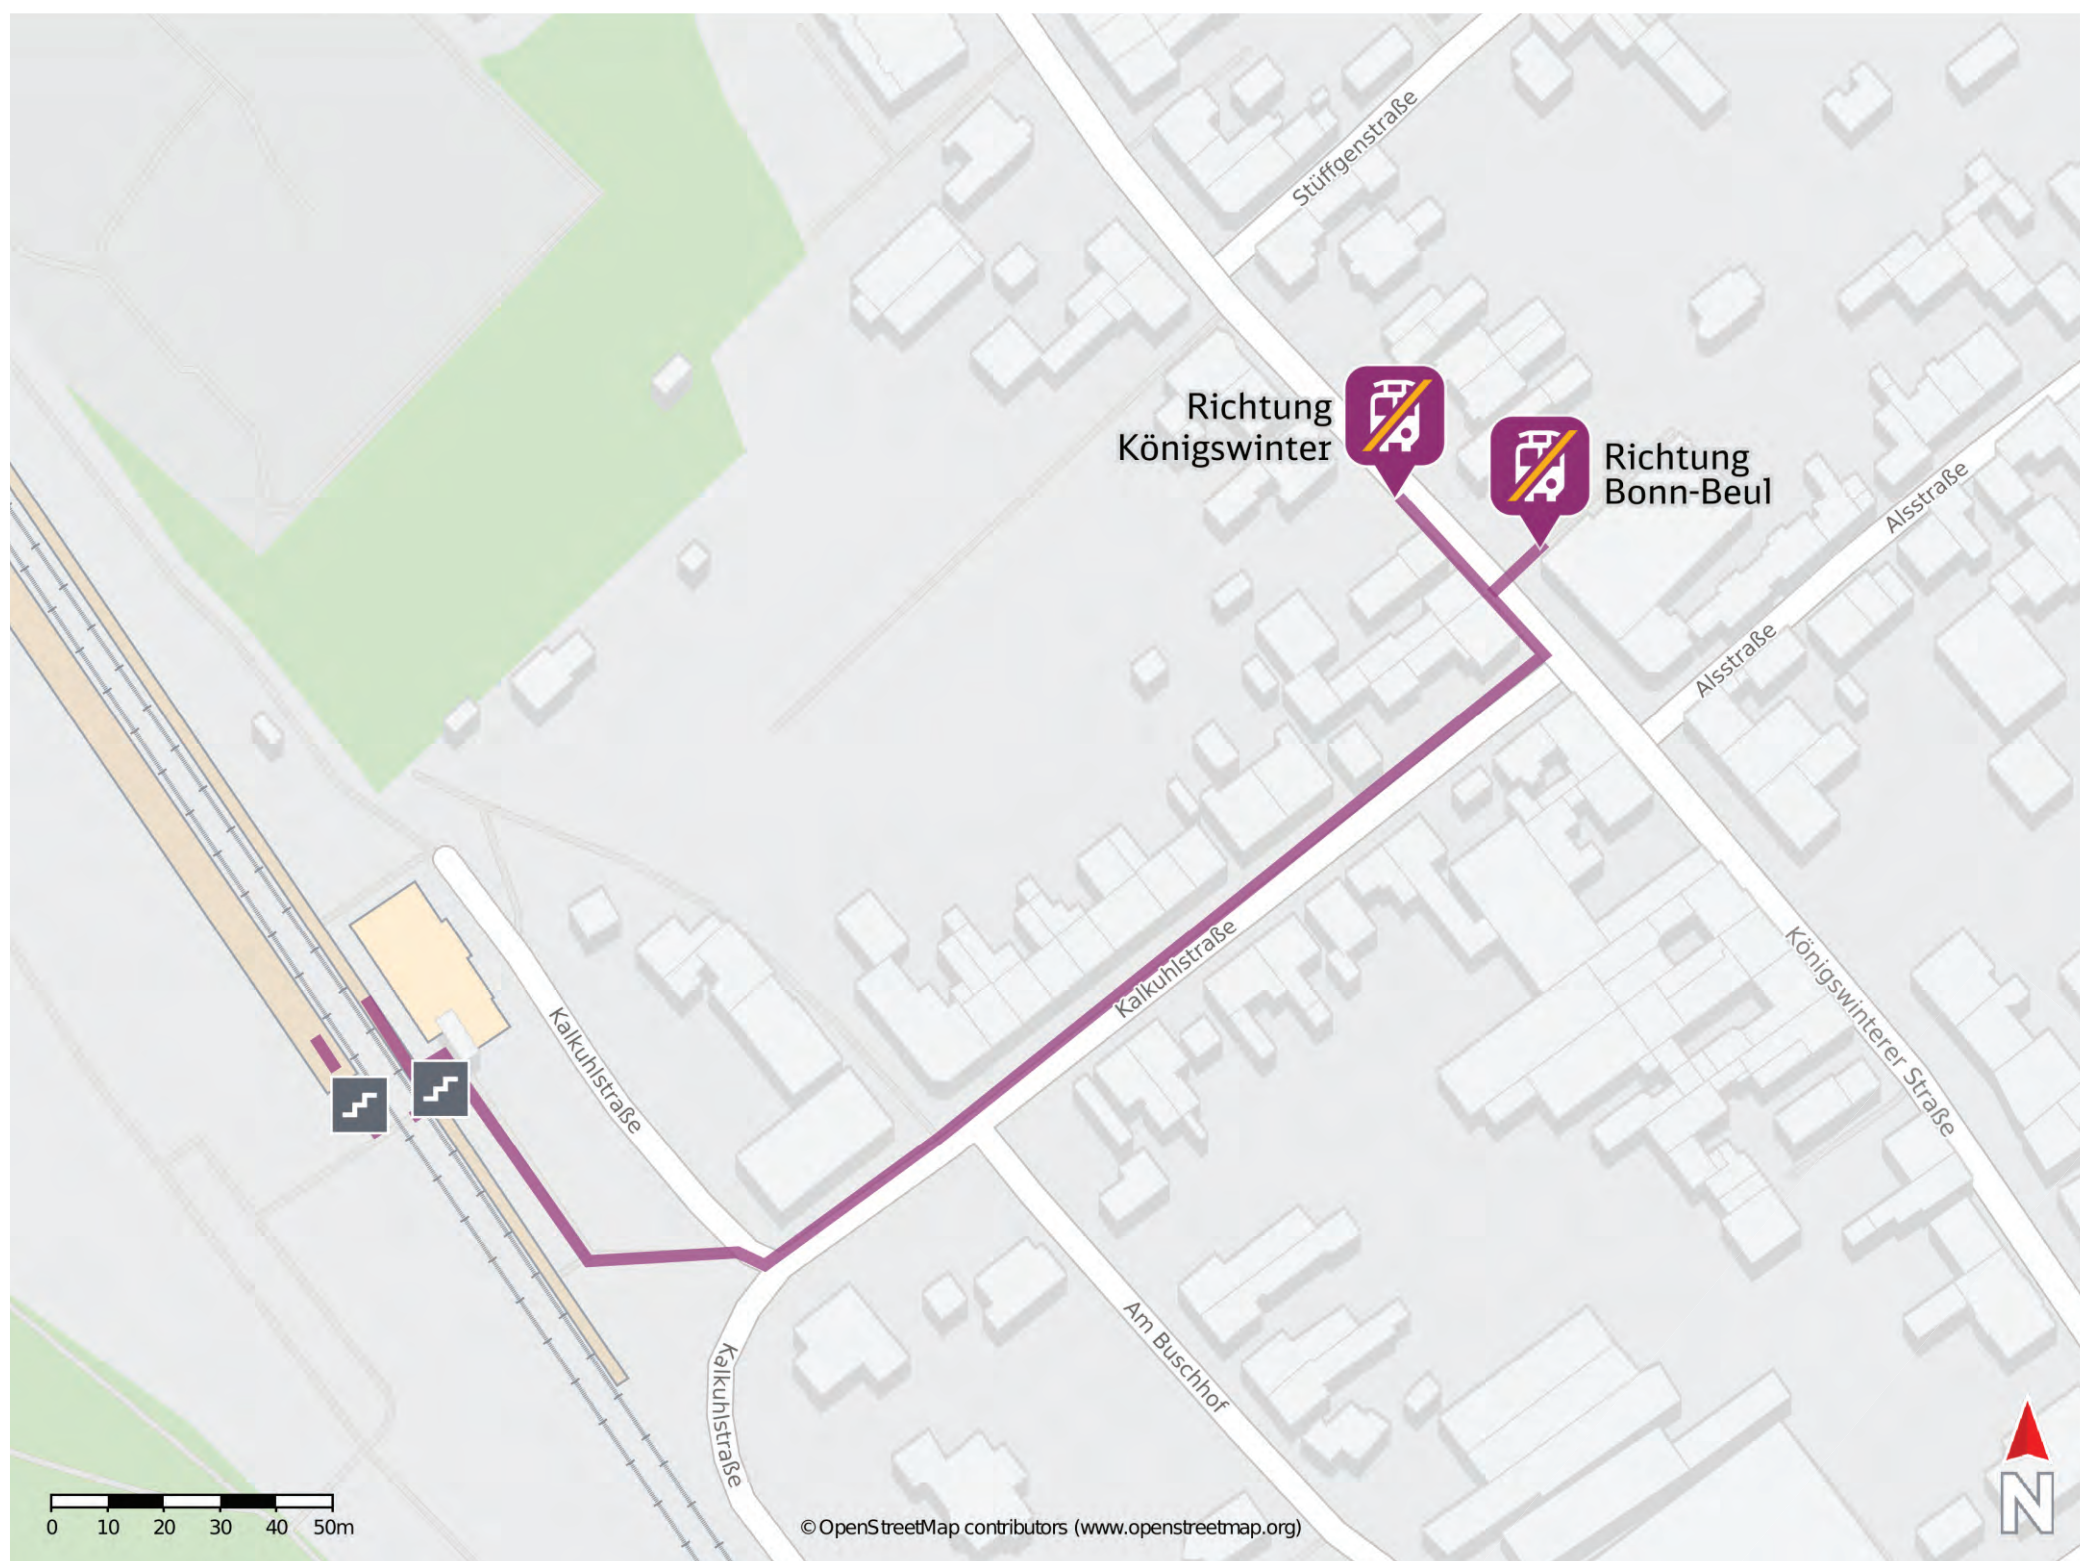 Stüffgenstraße
Richtung
Königswinter
Richtung
Bonn-Beul
Alsstraße
Alsstraße
Kalkuhlstraße
Königswinterer Straße
Kalkuhlstraße
Kalkuhlstraße
Am Buschhof
0 10 20 30 40 50m
© OpenStreetMap contributors (www.openstreetmap.org)
N